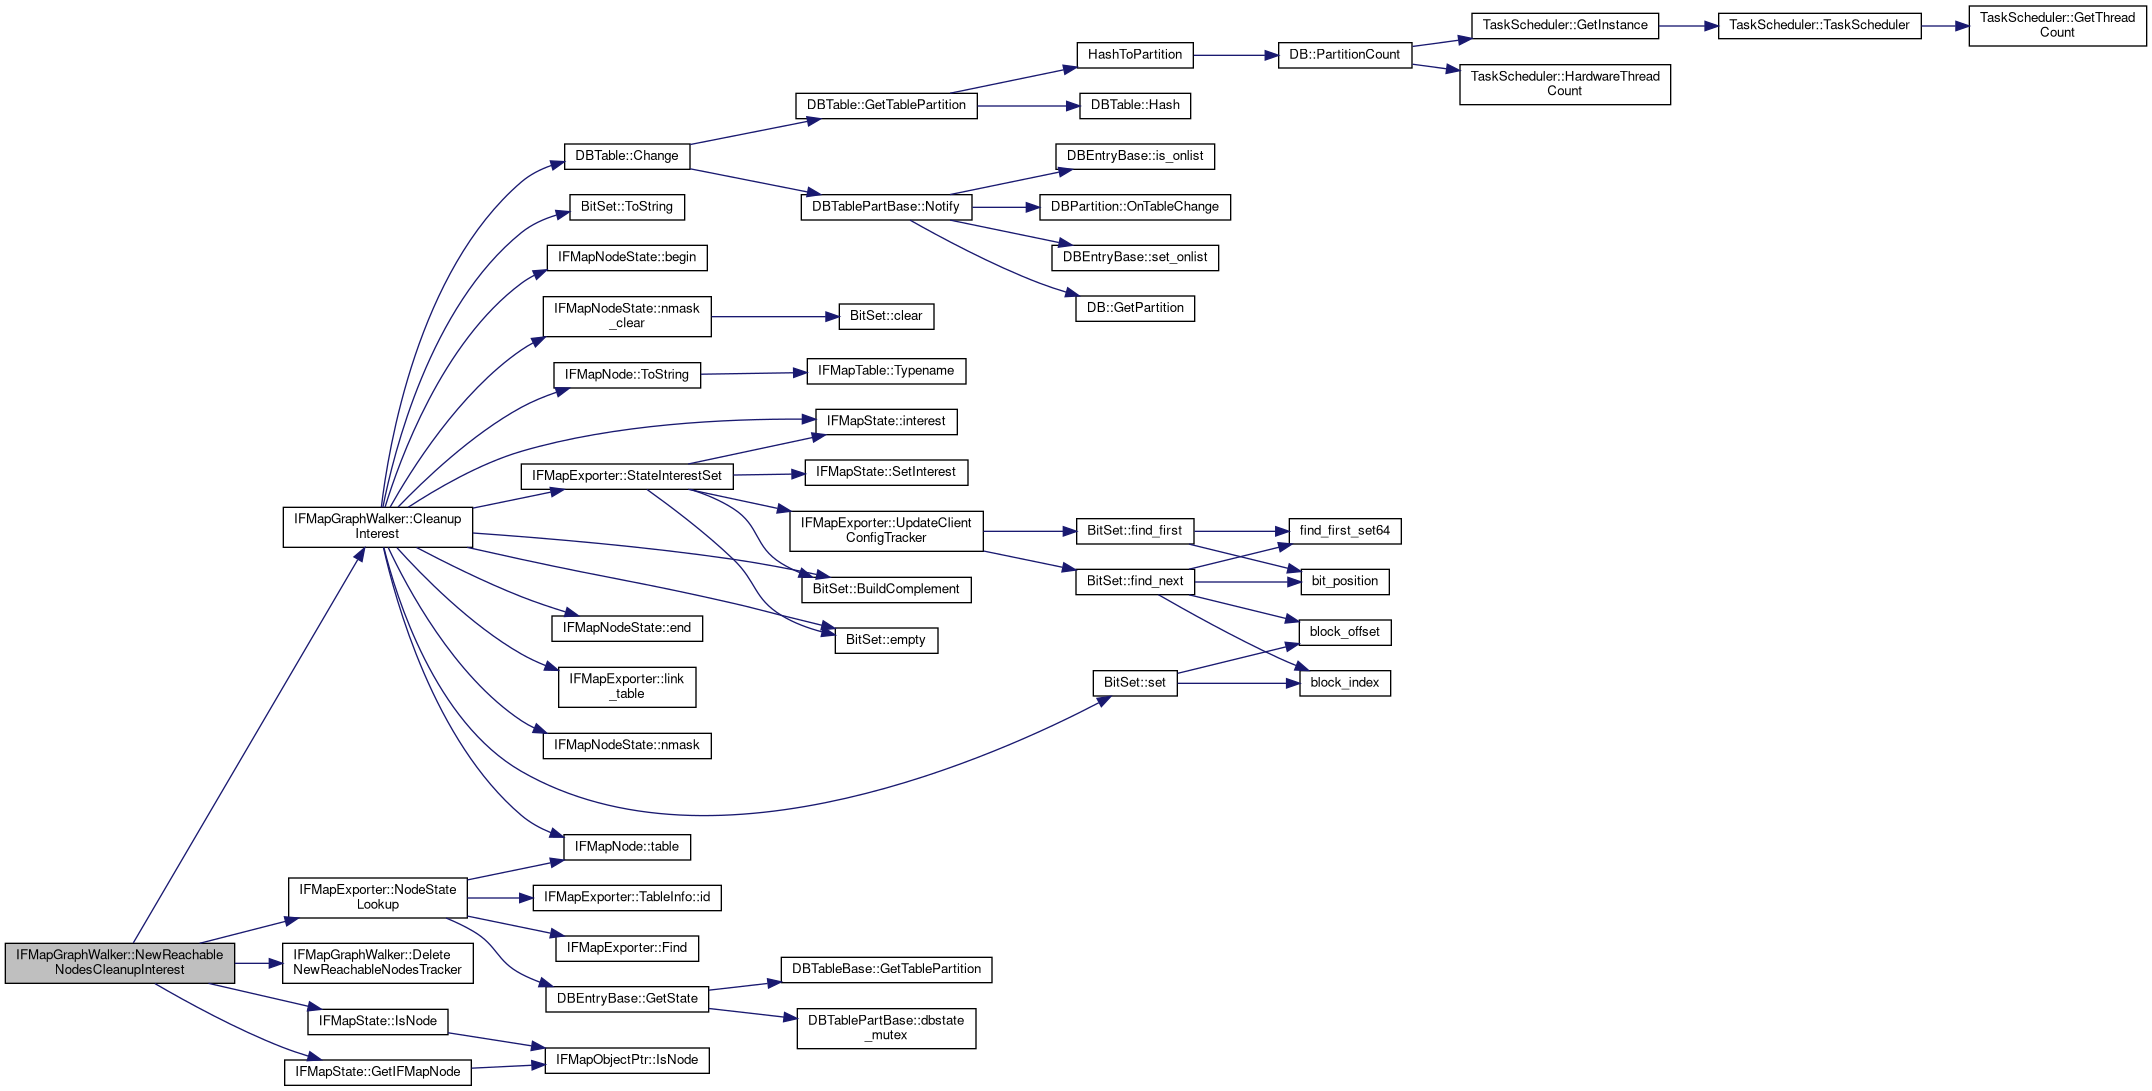 TaskScheduler::GetInstance
TaskScheduler::TaskScheduler
TaskScheduler::GetThread
Count
HashToPartition
DB::PartitionCount
TaskScheduler::HardwareThread
Count
DBTable::GetTablePartition
DBTable::Hash
DBTable::Change
DBEntryBase::is_onlist
BitSet::ToString
DBTablePartBase::Notify
DBPartition::OnTableChange
IFMapNodeState::begin
DBEntryBase::set_onlist
IFMapNodeState::nmask
_clear
BitSet::clear
DB::GetPartition
IFMapNode::ToString
IFMapTable::Typename
IFMapState::interest
IFMapExporter::StateInterestSet
IFMapState::SetInterest
IFMapGraphWalker::Cleanup
Interest
IFMapExporter::UpdateClient
ConfigTracker
BitSet::find_first
find_first_set64
BitSet::BuildComplement
BitSet::find_next
bit_position
IFMapNodeState::end
BitSet::empty
block_offset
IFMapExporter::link
_table
BitSet::set
block_index
IFMapNodeState::nmask
IFMapNode::table
IFMapExporter::NodeState
Lookup
IFMapExporter::TableInfo::id
IFMapExporter::Find
IFMapGraphWalker::NewReachable
NodesCleanupInterest
IFMapGraphWalker::Delete
NewReachableNodesTracker
DBEntryBase::GetState
DBTableBase::GetTablePartition
IFMapState::IsNode
DBTablePartBase::dbstate
_mutex
IFMapState::GetIFMapNode
IFMapObjectPtr::IsNode